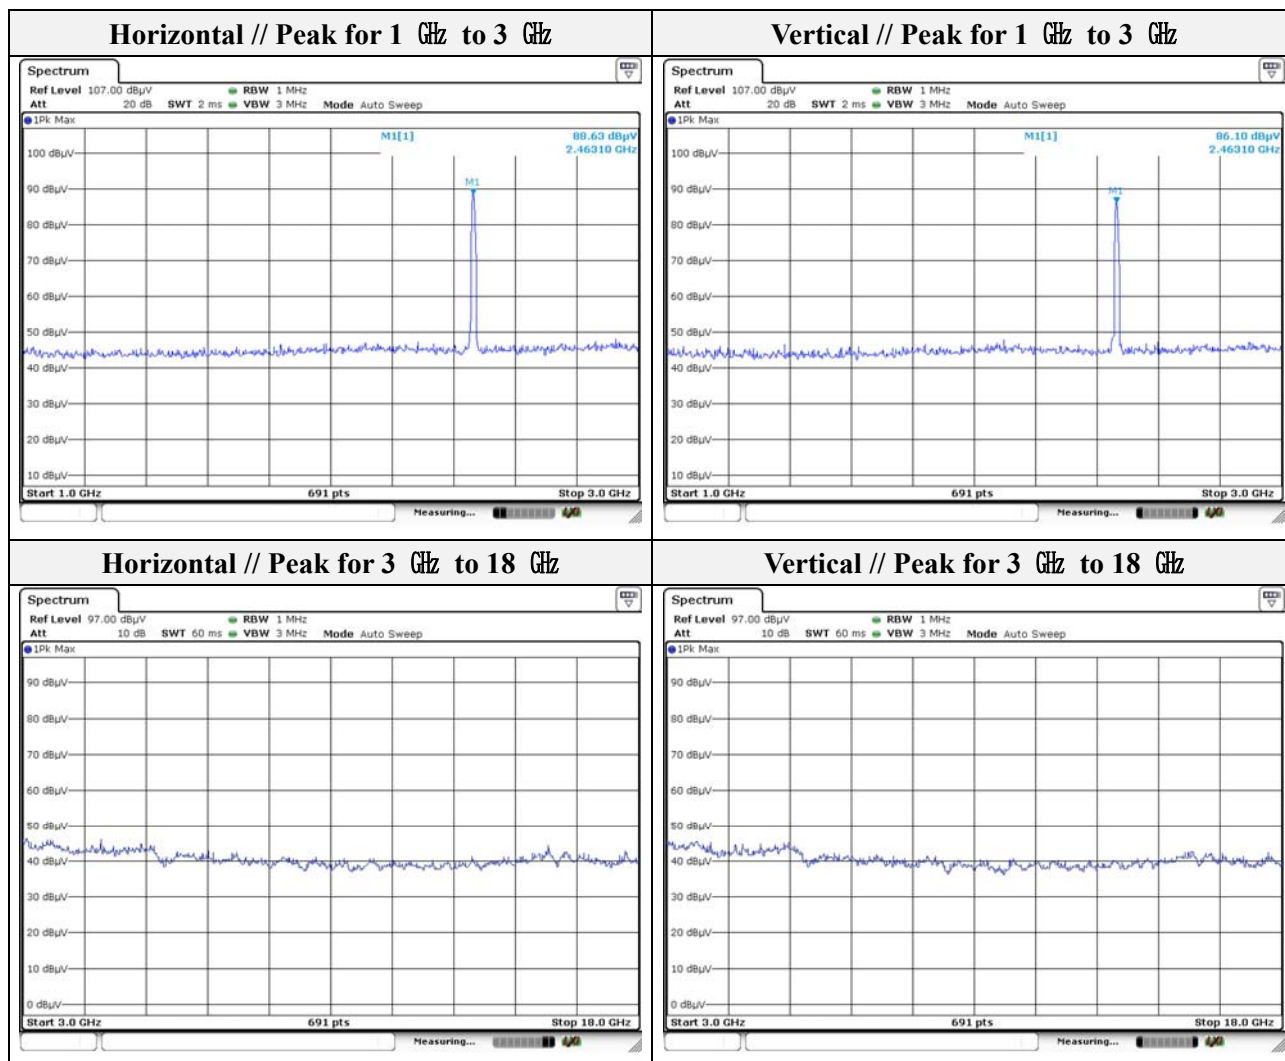 Horizontal // Peak for 1 ㎓ to 3 ㎓
Spectrum
Ref Level 107.00 dBµV RBW 1 MHz
Att 20 dB SWT 2 ms VBW 3 MHz Mode Auto Sweep
1Pk Max
M1[1] 88.63 dBµV
2.46310 GHz
100 dBµV
M1
90 dBµV
80 dBµV
70 dBµV
60 dBµV
50 dBµV
40 dBµV
30 dBµV
20 dBµV
10 dBµV
Start 1.0 GHz 691 pts Stop 3.0 GHz
Measuring...
Vertical // Peak for 1 ㎓ to 3 ㎓
Spectrum
Ref Level 107.00 dBµV RBW 1 MHz
Att 20 dB SWT 2 ms VBW 3 MHz Mode Auto Sweep
1Pk Max
M1[1] 86.10 dBµV
2.46310 GHz
100 dBµV
90 dBµV
M1
80 dBµV
70 dBµV
60 dBµV
50 dBµV
40 dBµV
30 dBµV
20 dBµV
10 dBµV
Start 1.0 GHz 691 pts Stop 3.0 GHz
Measuring...
Horizontal // Peak for 3 ㎓ to 18 ㎓
Spectrum
Ref Level 97.00 dBµV RBW 1 MHz
Att 10 dB SWT 60 ms VBW 3 MHz Mode Auto Sweep
1Pk Max
90 dBµV
80 dBµV
70 dBµV
60 dBµV
50 dBµV
40 dBµV
30 dBµV
20 dBµV
10 dBµV
0 dBµV
Start 3.0 GHz 691 pts Stop 18.0 GHz
Measuring...
Vertical // Peak for 3 ㎓ to 18 ㎓
Spectrum
Ref Level 97.00 dBµV RBW 1 MHz
Att 10 dB SWT 60 ms VBW 3 MHz Mode Auto Sweep
1Pk Max
90 dBµV
80 dBµV
70 dBµV
60 dBµV
50 dBµV
40 dBµV
30 dBµV
20 dBµV
10 dBµV
0 dBµV
Start 3.0 GHz 691 pts Stop 18.0 GHz
Measuring...